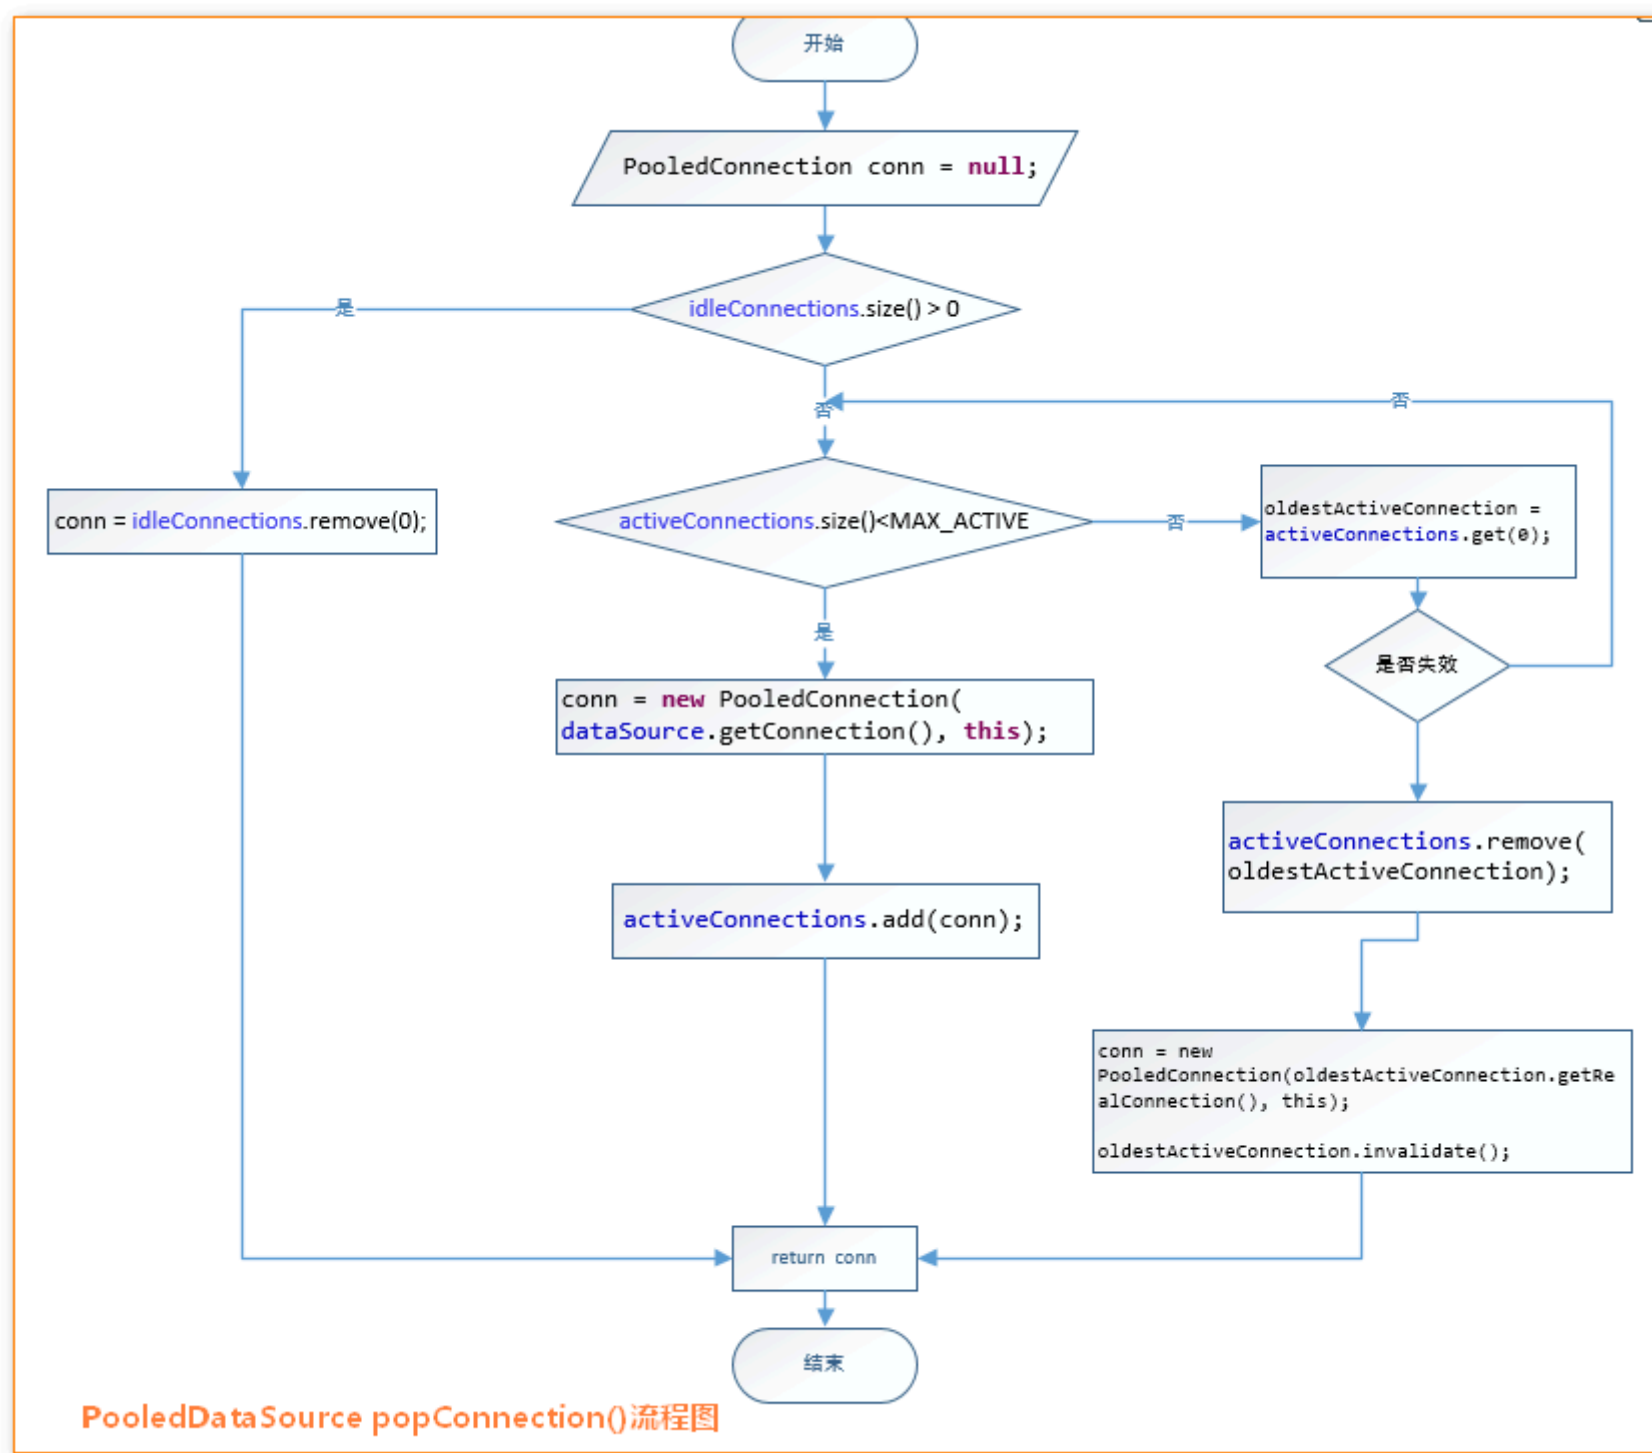 开始
PooledConnection conn = null;
idleConnections.size() > 0
是
否
否
conn = idleConnections.remove(0);
activeConnections.size()<MAX_ACTIVE
否
oldestActiveConnection =
activeConnections.get(0);
是
是否失效
conn = new PooledConnection(
dataSource.getConnection(), this);
activeConnections.remove(
oldestActiveConnection);
activeConnections.add(conn);
conn = new
PooledConnection(oldestActiveConnection.getRe
alConnection(), this);
oldestActiveConnection.invalidate();
return conn
结束
PooledDataSource popConnection()流程图